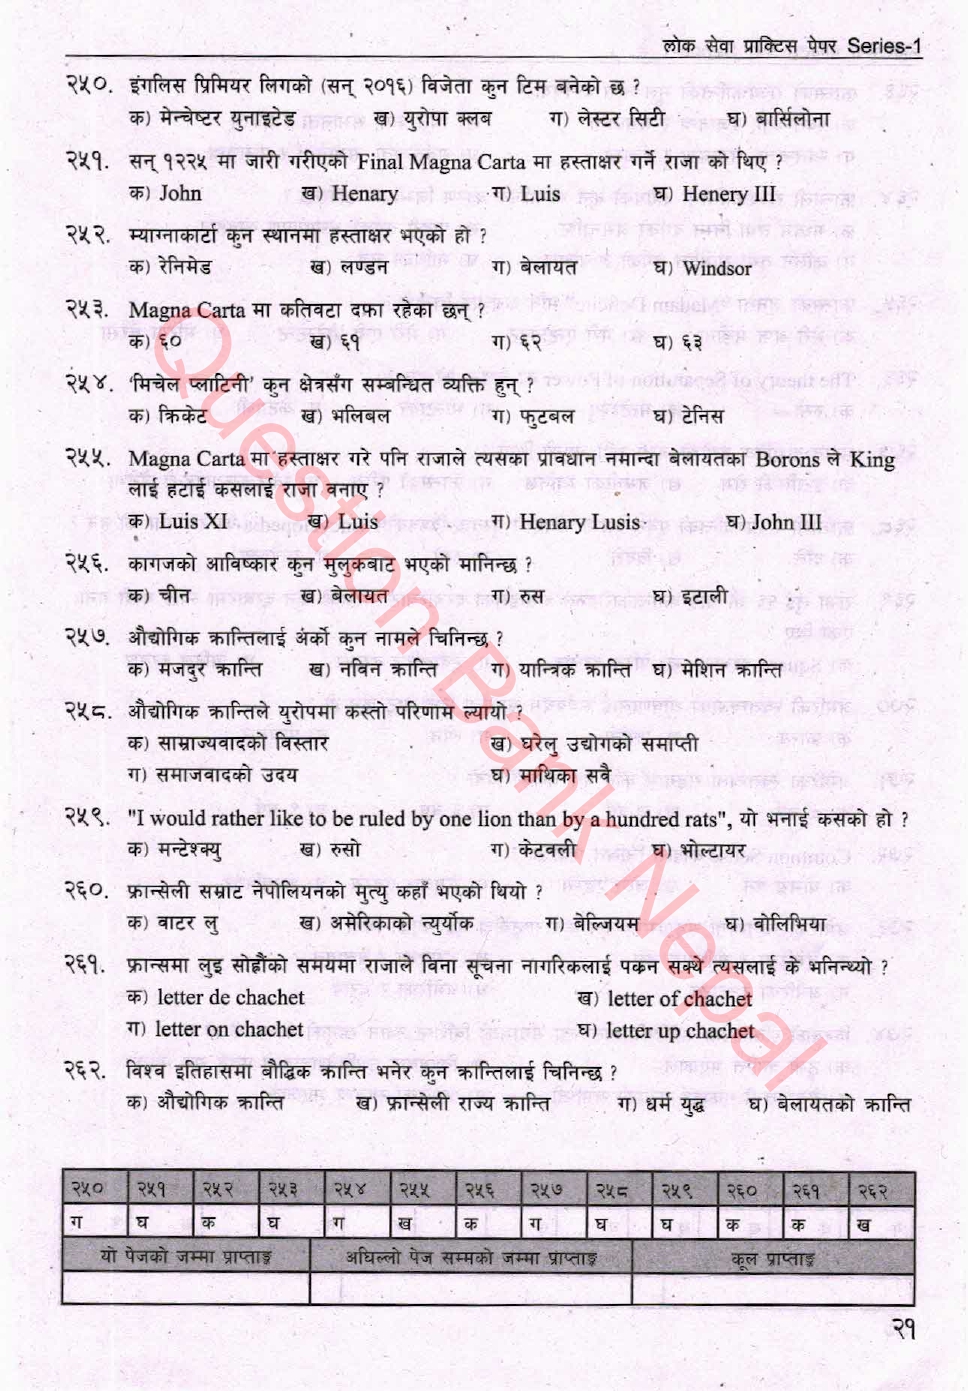 लोक सेवा प्राक्टिस पेपर Series-1
२५०. इंगलिस प्रिमियर लिगको (सन् २०१६) विजेता कुन टिम बनेको छ ?
क) मेन्चेष्टर युनाइटेड ख) युरोपा क्लब ग) लेस्टर सिटी घ) बार्सिलोना
२५१. सन् १२२५ मा जारी गरीएको Final Magna Carta मा हस्ताक्षर गर्ने राजा को थिए ?
क) John ख) Henary ग) Luis घ) Henery III
२५२. म्याग्नाकार्टा कुन स्थानमा हस्ताक्षर भएको हो ?
क) रेनिमेड ख) लण्डन ग) बेलायत घ) Windsor
२५३. Magna Carta मा कतिवटा दफा रहेका छन् ?
क) ६० ख) ६१ ग) ६२ घ) ६३
२५४. 'मिचेल प्लाटिनी' कुन क्षेत्रसँग सम्बन्धित व्यक्ति हुन् ?
क) क्रिकेट ख) भलिबल ग) फुटबल घ) टेनिस
२५५. Magna Carta मा हस्ताक्षर गरे पनि राजाले त्यसका प्रावधान नमान्दा बेलायतका Borons ले King
लाई हटाई कसलाई राजा बनाए ?
क) Luis XI ख) Luis ग) Henary Lusis घ) John III
२५६. कागजको आविष्कार कुन मुलुकबाट भएको मानिन्छ ?
क) चीन ख) बेलायत ग) रुस घ) इटाली
२५७. औद्योगिक क्रान्तिलाई अर्को कुन नामले चिनिन्छ ?
क) मजदुर क्रान्ति ख) नविन क्रान्ति ग) यान्त्रिक क्रान्ति घ) मेशिन क्रान्ति
२५८. औद्योगिक क्रान्तिले युरोपमा कस्तो परिणाम ल्यायो ?
क) साम्राज्यवादको विस्तार ख) घरेलु उद्योगको समाप्ती
ग) समाजवादको उदय घ) माथिका सबै
२५९. "I would rather like to be ruled by one lion than by a hundred rats", यो भनाई कसको हो ?
क) मन्टेश्क्यु ख) रुसो ग) केटवली घ) भोल्टायर
२६०. फ्रान्सेली सम्राट नेपोलियनको मुत्यु कहाँ भएको थियो ?
क) वाटर लु ख) अमेरिकाको न्युर्योक ग) बेल्जियम घ) बोलिभिया
२६१. फ्रान्समा लुइ सोह्रौंको समयमा राजाले विना सूचना नागरिकलाई पक्रन सक्थे त्यसलाई के भनिन्थ्यो ?
क) letter de chachet ख) letter of chachet
ग) letter on chachet घ) letter up chachet
२६२. विश्व इतिहासमा बौद्धिक क्रान्ति भनेर कुन क्रान्तिलाई चिनिन्छ ?
क) औद्योगिक क्रान्ति ख) फ्रान्सेली राज्य क्रान्ति ग) धर्म युद्ध घ) बेलायतको क्रान्ति
२५० २५१ २५२ २५३ २५४ २५५ २५६ २५७ २५८ २५९ २६० २६१ २६२
ग घ क घ ग ख क ग घ घ क क ख
यो पेजको जम्मा प्राप्ताङ्क अघिल्लो पेज सम्मको जम्मा प्राप्ताङ्क कूल प्राप्ताङ्क
२१
Question Bank Nepal